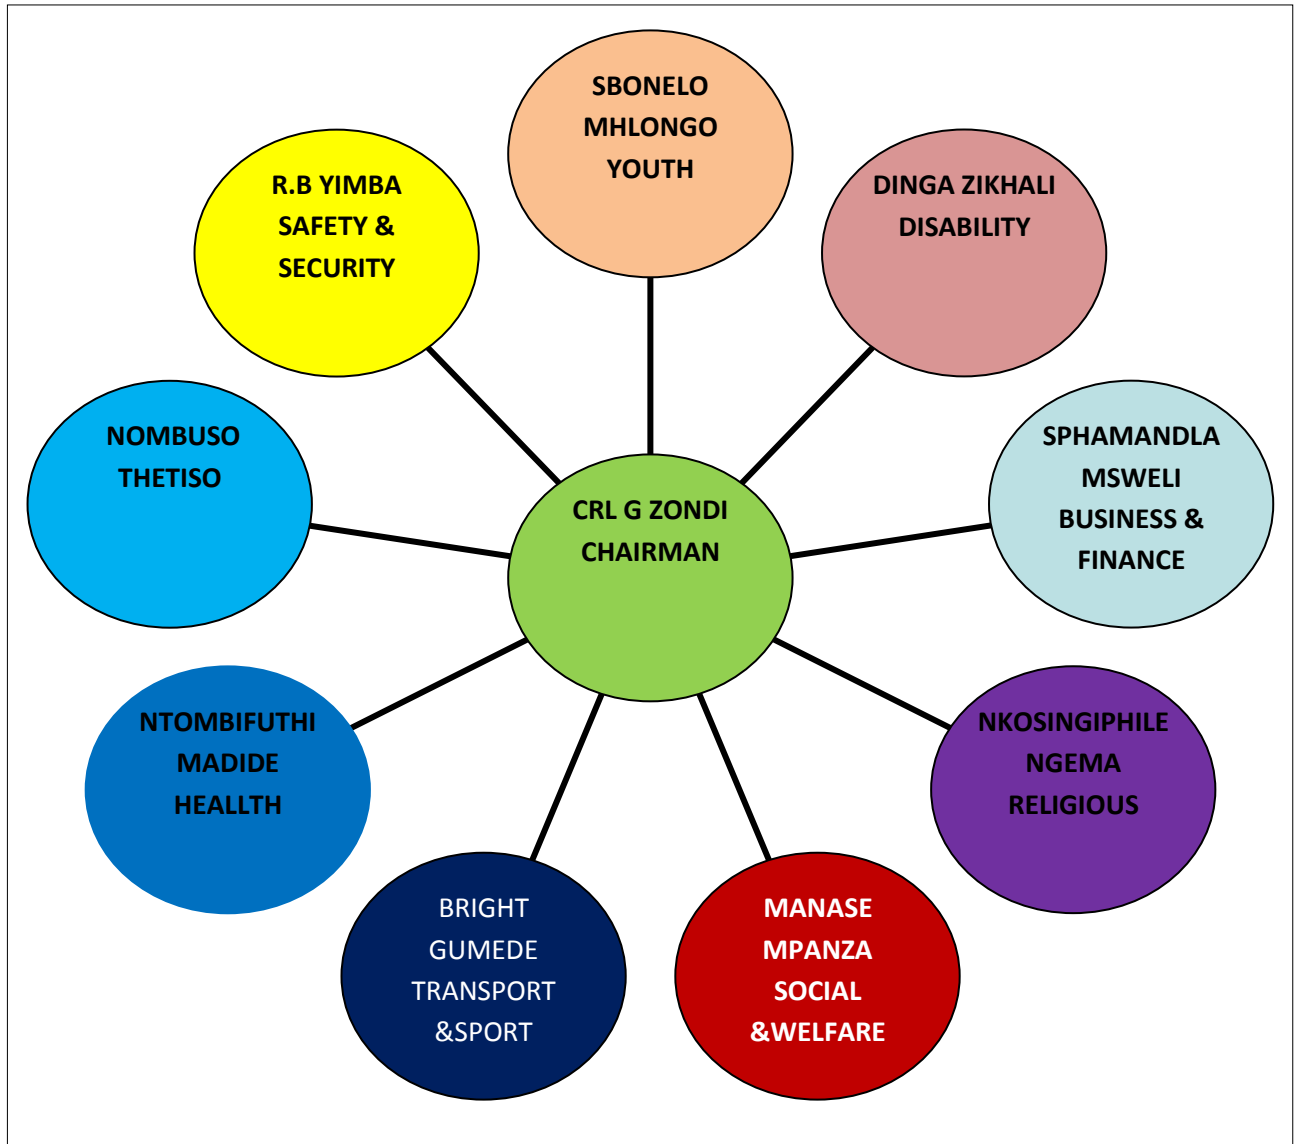 SBONELO
MHLONGO
YOUTH
DINGA ZIKHALI
DISABILITY
SPHAMANDLA
MSWELI
BUSINESS &
FINANCE
NKOSINGIPHILE
NGEMA
RELIGIOUS
MANASE
MPANZA
SOCIAL
&WELFARE
BRIGHT
GUMEDE
TRANSPORT
&SPORT
NTOMBIFUTHI
MADIDE
HEALLTH
NOMBUSO
THETISO
R.B YIMBA
SAFETY &
SECURITY
CRL G ZONDI
CHAIRMAN